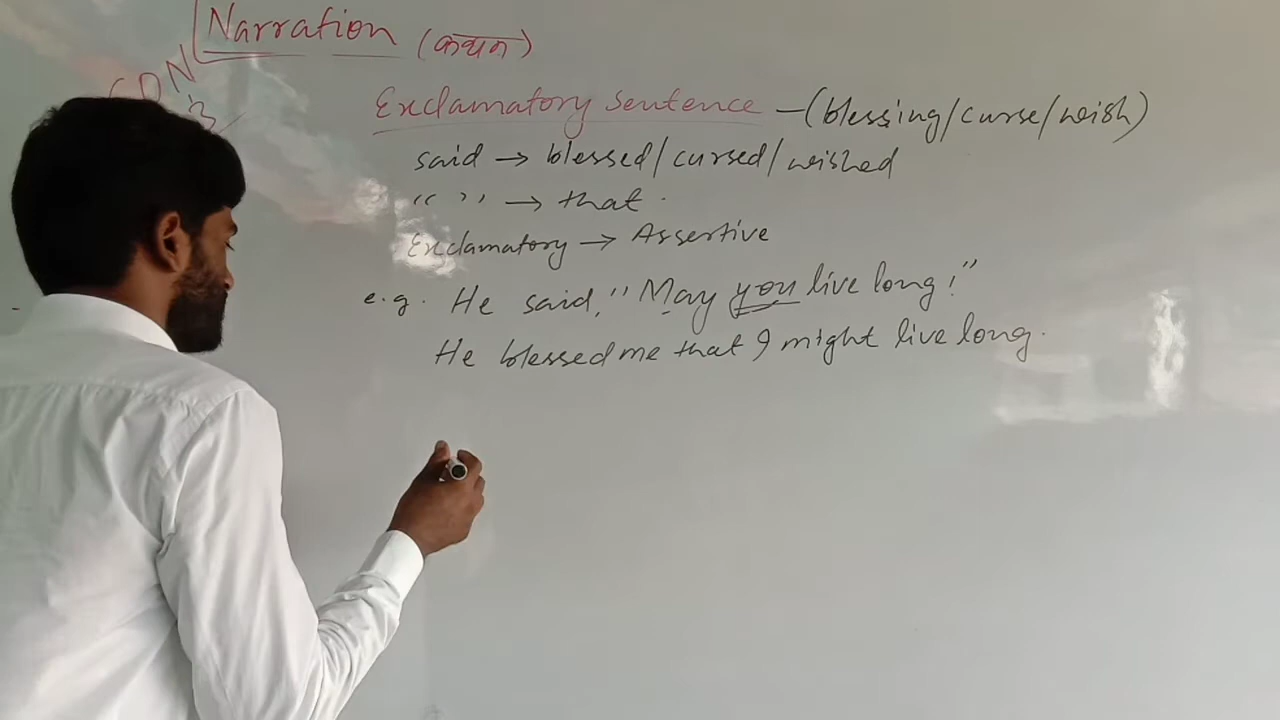 Narration (कथन)
Exclamatory sentence - (blessing/curse/wish)
said → blessed/cursed/wished
“ ” → that.
Exclamatory → Assertive
e.g. He said, "May you live long!"
He blessed me that I might live long.